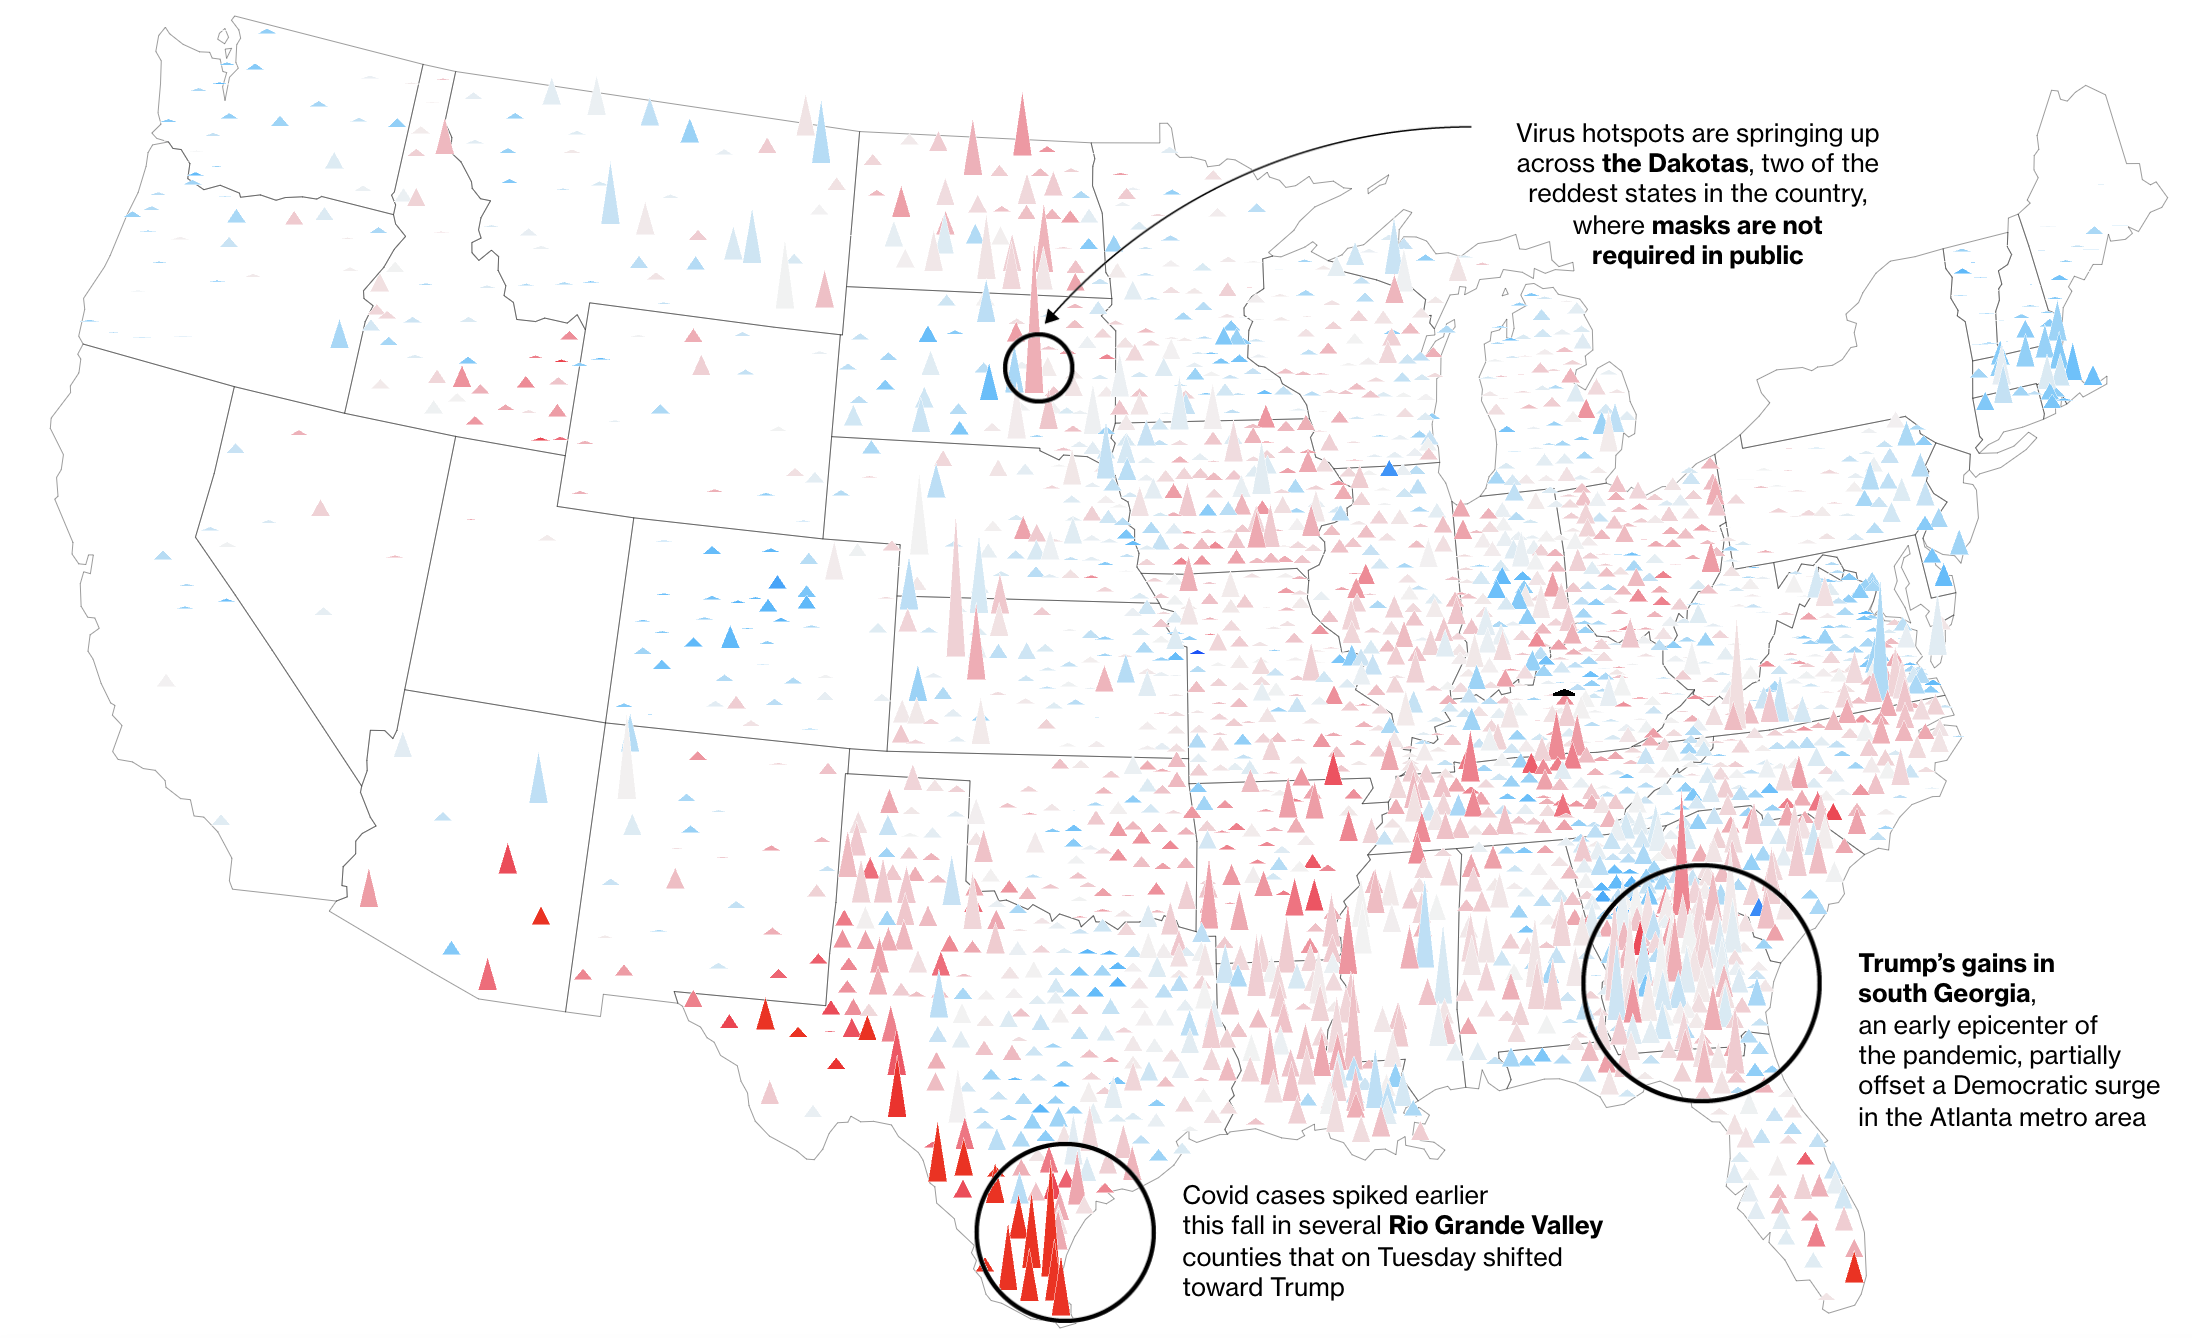 Virus hotspots are springing up
across the Dakotas, two of the
reddest states in the country,
where masks are not
required in public
Trump’s gains in
south Georgia,
an early epicenter of
the pandemic, partially
offset a Democratic surge
in the Atlanta metro area
Covid cases spiked earlier
this fall in several Rio Grande Valley
counties that on Tuesday shifted
toward Trump